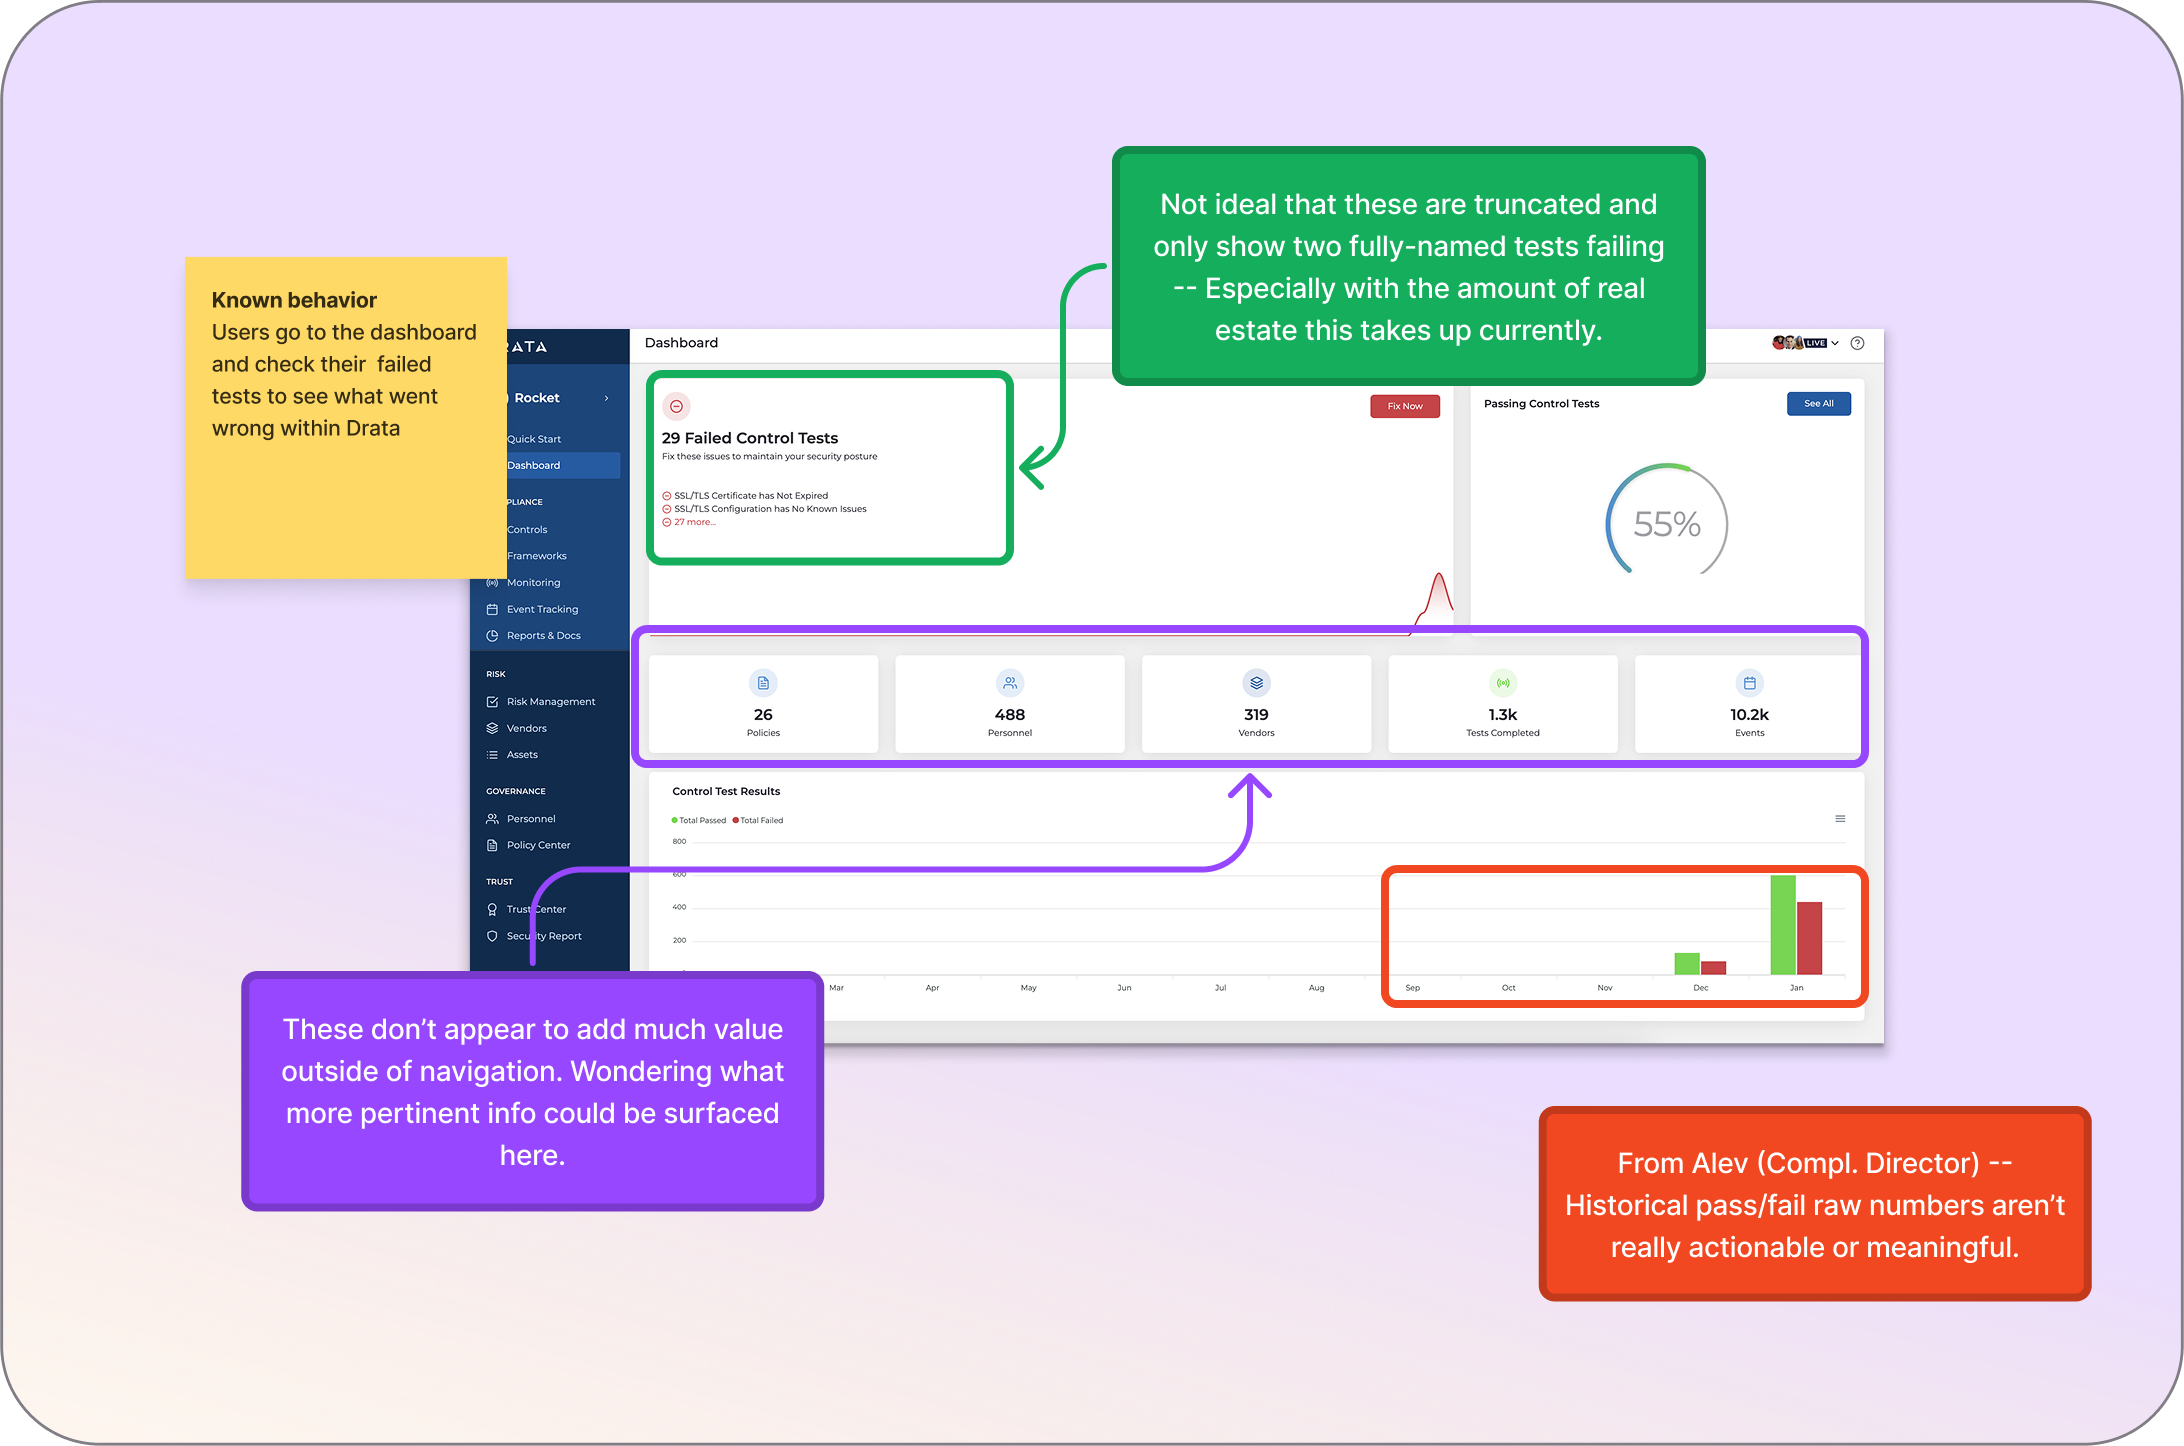 Not ideal that these are truncated and
only show two fully-named tests failing
-- Especially with the amount of real
estate this takes up currently.
Known behavior
Users go to the dashboard
and check their failed
tests to see what went
wrong within Drata
RATA
Dashboard
LIVE
Rocket
Quick Start
Dashboard
PLIANCE
Controls
Frameworks
Monitoring
Event Tracking
Reports & Docs
RISK
Risk Management
Vendors
Assets
GOVERNANCE
Personnel
Policy Center
TRUST
Trust Center
Security Report
Fix Now
29 Failed Control Tests
Fix these issues to maintain your security posture
SSL/TLS Certificate has Not Expired
SSL/TLS Configuration has No Known Issues
27 more...
Passing Control Tests
See All
55%
26
Policies
488
Personnel
319
Vendors
1.3k
Tests Completed
10.2k
Events
Control Test Results
Total Passed Total Failed
800
600
400
200
Mar Apr May Jun Jul Aug Sep Oct Nov Dec Jan
These don’t appear to add much value
outside of navigation. Wondering what
more pertinent info could be surfaced
here.
From Alev (Compl. Director) --
Historical pass/fail raw numbers aren’t
really actionable or meaningful.